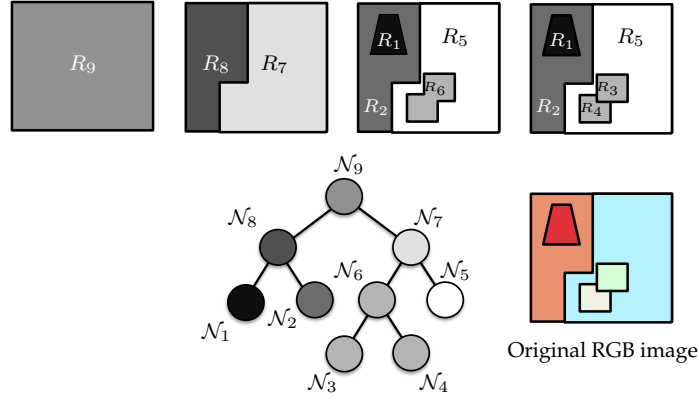 R₉
R₈ R₇
R₁ R₅
R₂ R₆
R₁ R₅
R₂ R₃
R₄
𝒩₉
𝒩₈ 𝒩₇
𝒩₆ 𝒩₅
𝒩₁ 𝒩₂
𝒩₃ 𝒩₄
Original RGB image